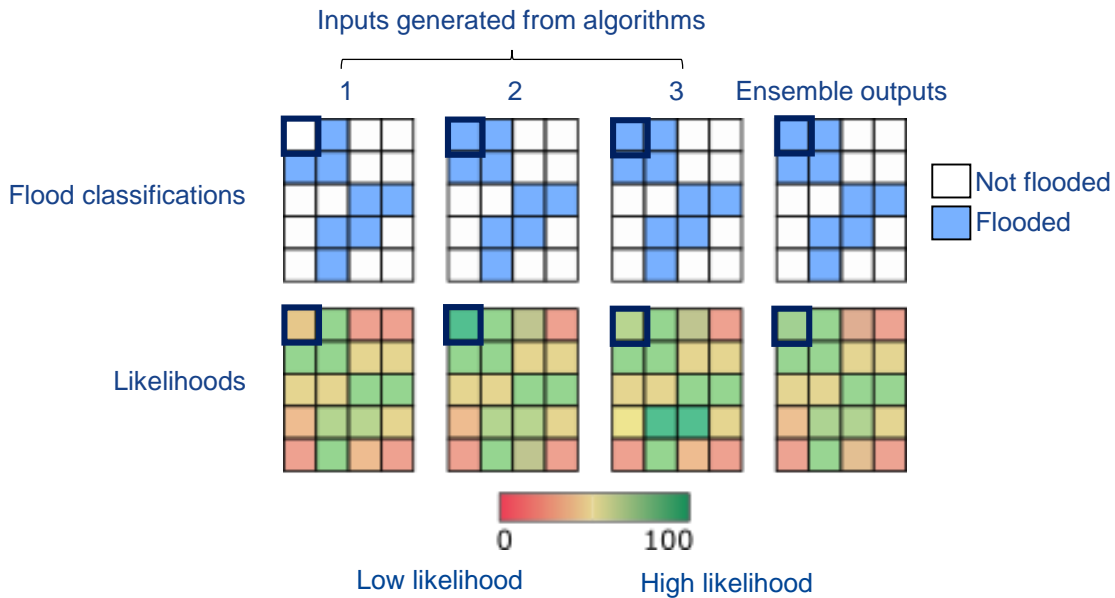 Inputs generated from algorithms
1
2
3
Ensemble outputs
Flood classifications
Not flooded
Flooded
Likelihoods
0
100
Low likelihood
High likelihood